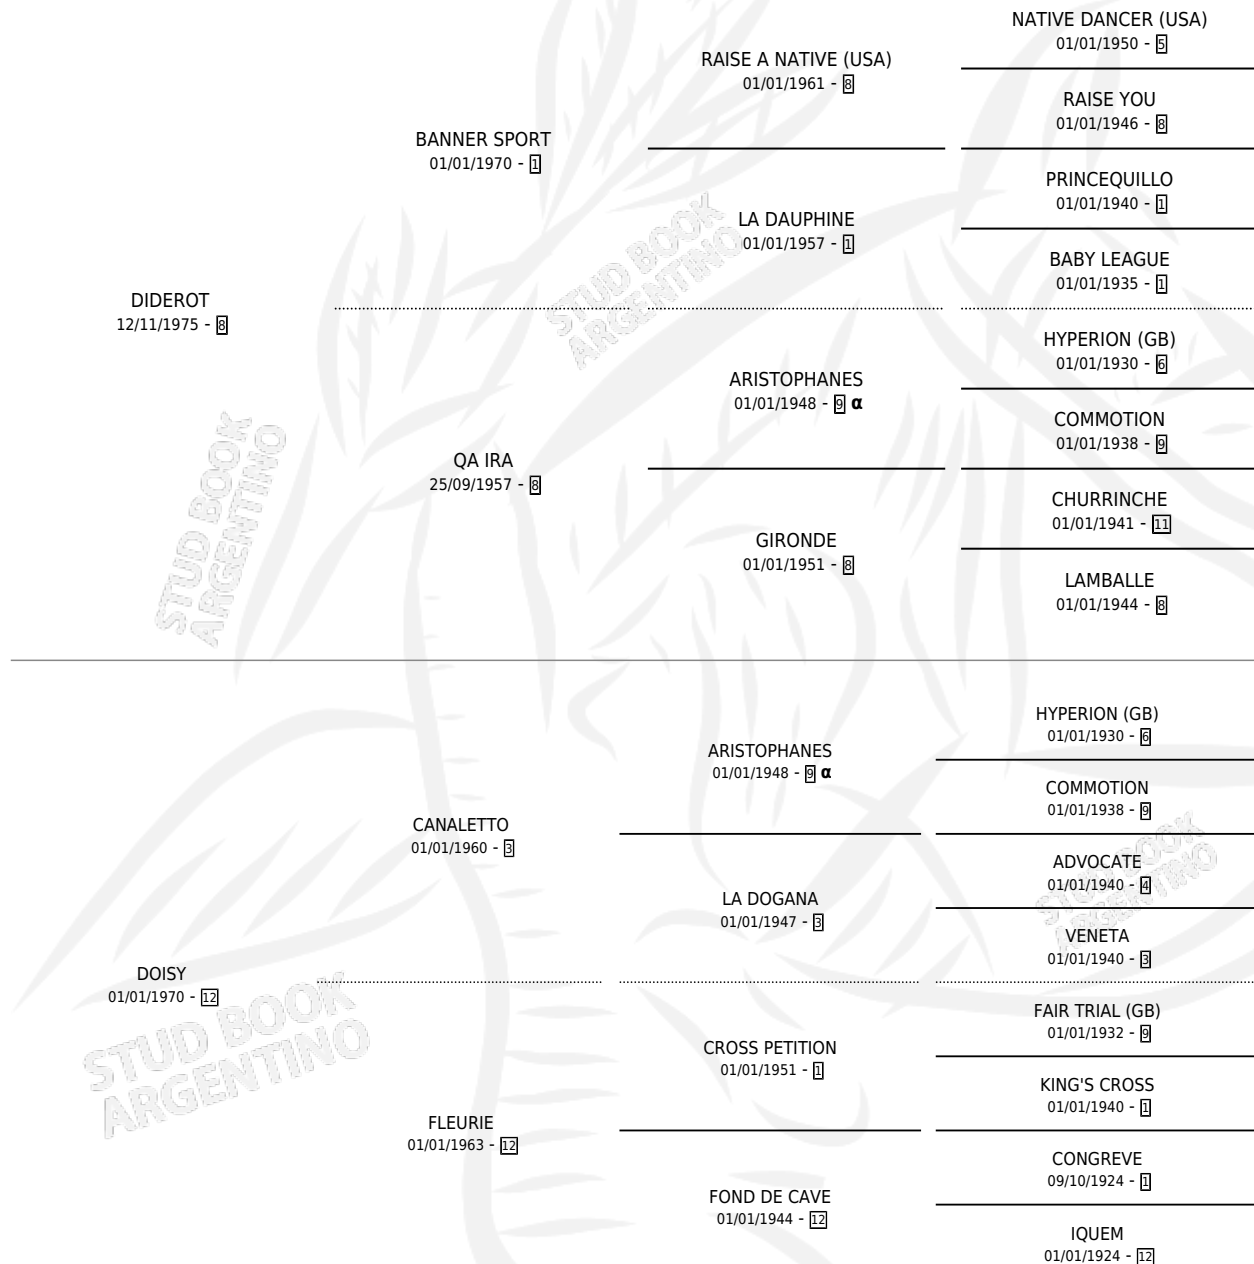 NATIVE DANCER (USA)
01/01/1950 - 5
RAISE A NATIVE (USA)
01/01/1961 - 8
RAISE YOU
01/01/1946 - 8
BANNER SPORT
01/01/1970 - 1
PRINCEQUILLO
01/01/1940 - 1
LA DAUPHINE
01/01/1957 - 1
BABY LEAGUE
01/01/1935 - 1
DIDEROT
12/11/1975 - 8
HYPERION (GB)
01/01/1930 - 6
ARISTOPHANES
01/01/1948 - 9 α
COMMOTION
01/01/1938 - 9
QA IRA
25/09/1957 - 8
CHURRINCHE
01/01/1941 - 11
GIRONDE
01/01/1951 - 8
LAMBALLE
01/01/1944 - 8
HYPERION (GB)
01/01/1930 - 6
ARISTOPHANES
01/01/1948 - 9 α
COMMOTION
01/01/1938 - 9
CANALETTO
01/01/1960 - 3
ADVOCATE
01/01/1940 - 4
LA DOGANA
01/01/1947 - 3
VENETA
01/01/1940 - 3
DOISY
01/01/1970 - 12
FAIR TRIAL (GB)
01/01/1932 - 9
CROSS PETITION
01/01/1951 - 1
KING'S CROSS
01/01/1940 - 1
FLEURIE
01/01/1963 - 12
CONGREVE
09/10/1924 - 1
FOND DE CAVE
01/01/1944 - 12
IQUEM
01/01/1924 - 12
STUD BOOK
ARGENTINO
STUD BOOK
ARGENTINO
STUD BOOK
ARGENTINO
STUD BOOK
ARGENTINO